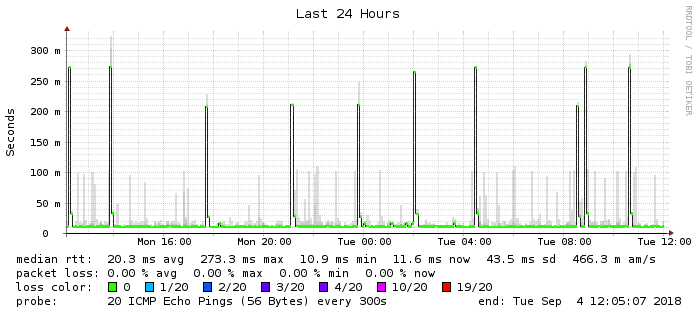 Last 24 Hours
RRDTOOL / TOBI OETIKER
Seconds
300 m
250 m
200 m
150 m
100 m
50 m
0
Mon 16:00 Mon 20:00 Tue 00:00 Tue 04:00 Tue 08:00 Tue 12:00
median rtt: 20.3 ms avg 273.3 ms max 10.9 ms min 11.6 ms now 43.5 ms sd 466.3 m am/s
packet loss: 0.00 % avg 0.00 % max 0.00 % min 0.00 % now
loss color: 0 1/20 2/20 3/20 4/20 10/20 19/20
probe: 20 ICMP Echo Pings (56 Bytes) every 300s end: Tue Sep 4 12:05:07 2018